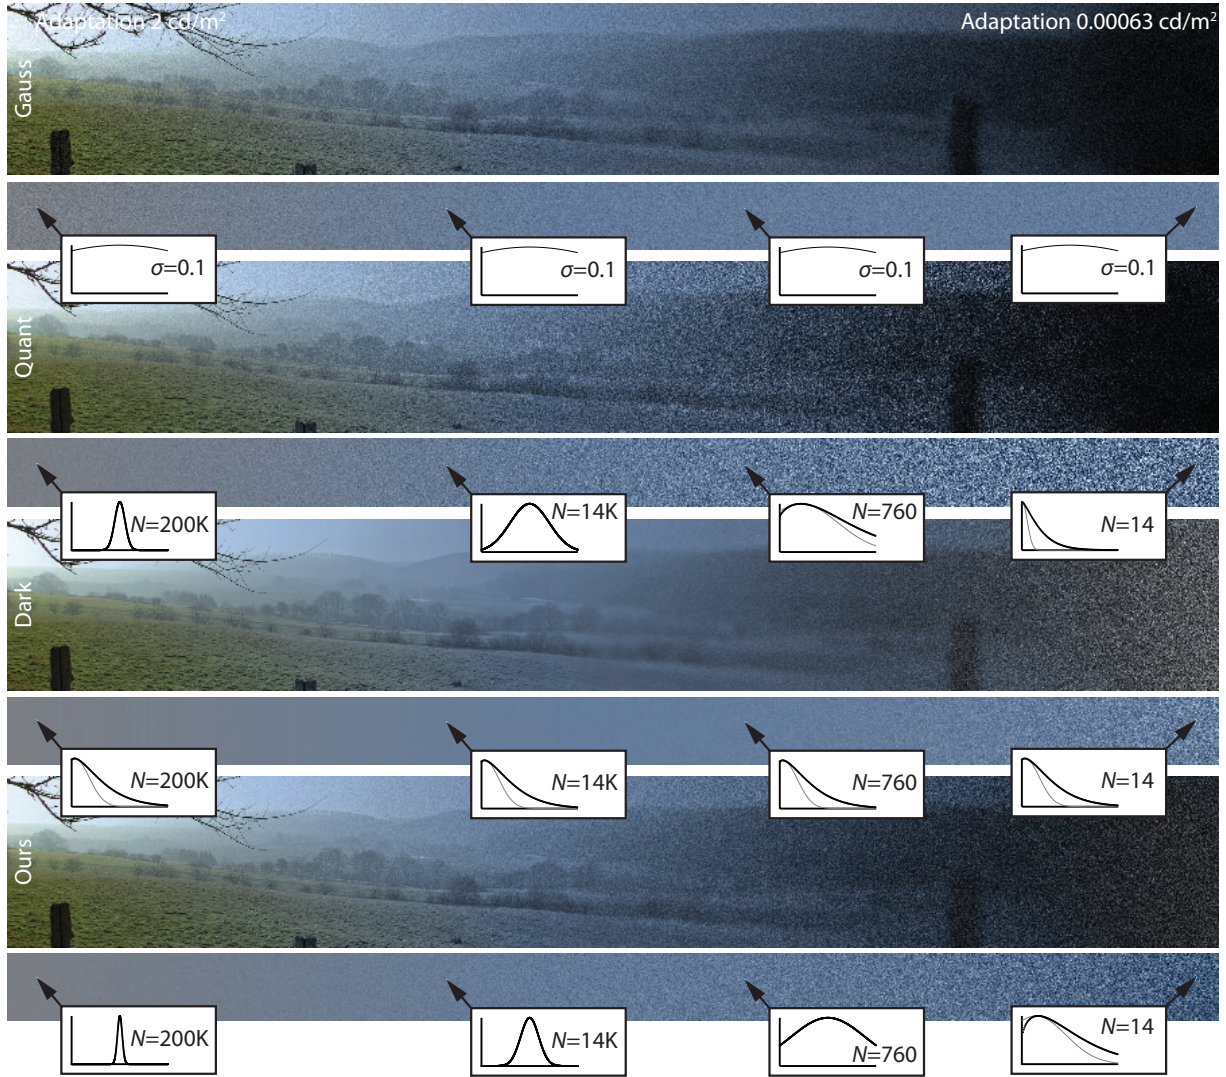 Adaptation 2 cd/m²
Adaptation 0.00063 cd/m²
Gauss
σ=0.1
σ=0.1
σ=0.1
σ=0.1
Quant
N=200K
N=14K
N=760
N=14
Dark
N=200K
N=14K
N=760
N=14
Ours
N=200K
N=14K
N=760
N=14